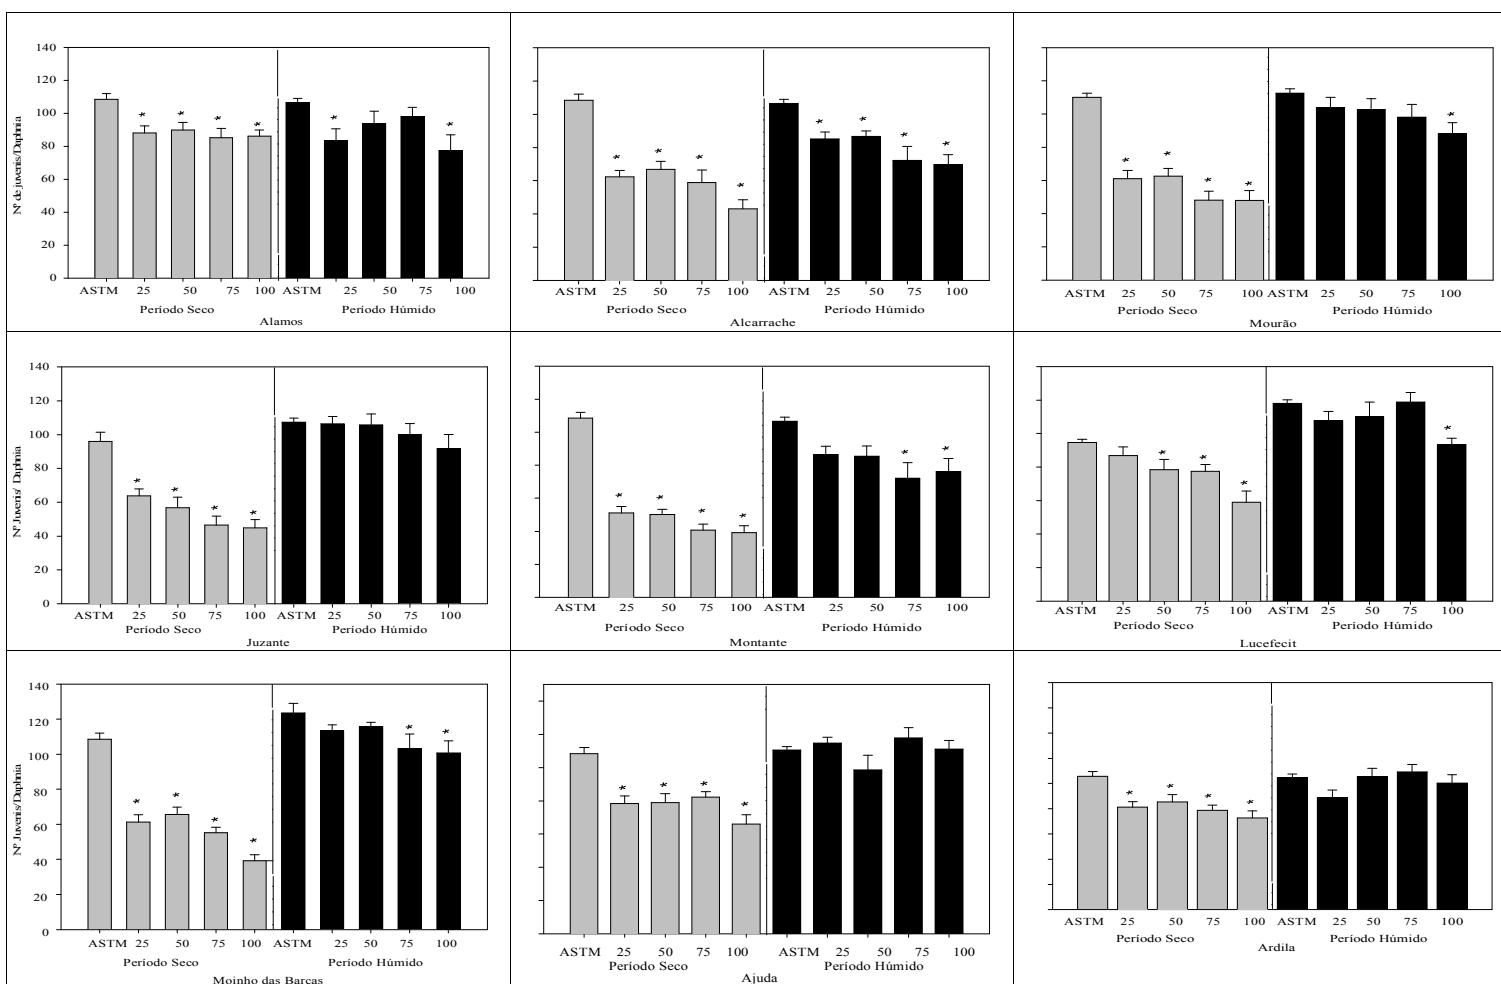 Nº de juvenis/Daphnia
140
120
100
80
60
40
20
0
ASTM 25 50 75 100 ASTM 25 50 75 100
Período Seco Período Húmido
Alamos
ASTM 25 50 75 100 ASTM 25 50 75 100
Período Seco Período Húmido
Alcarrache
ASTM 25 50 75 100 ASTM 25 50 75 100
Período Seco Período Húmido
Mourão
Nº Juvenis/ Daphnia
140
120
100
80
60
40
20
0
ASTM 25 50 75 100 ASTM 25 50 75 100
Período Seco Período Húmido
Juzante
ASTM 25 50 75 100 ASTM 25 50 75 100
Período Seco Período Húmido
Montante
ASTM 25 50 75 100 ASTM 25 50 75 100
Período Seco Período Húmido
Lucefecit
Nº Juvenis/Daphnia
140
120
100
80
60
40
20
0
ASTM 25 50 75 100 ASTM 25 50 75 100
Período Seco Período Húmido
Moinho das Barcas
ASTM 25 50 75 100 ASTM 25 50 75 100
Período Seco Período Húmido
Ajuda
ASTM 25 50 75 100 ASTM 25 50 75 100
Período Seco Período Húmido
Ardila